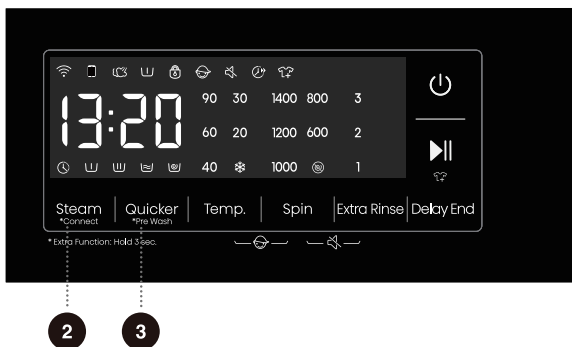 90 30 1400 800 3
13:20
60 20 1200 600 2
40 1000 1
Steam Quicker Temp. Spin Extra Rinse Delay End
*Connect *Pre Wash
* Extra Function: Hold 3 sec.
2 3